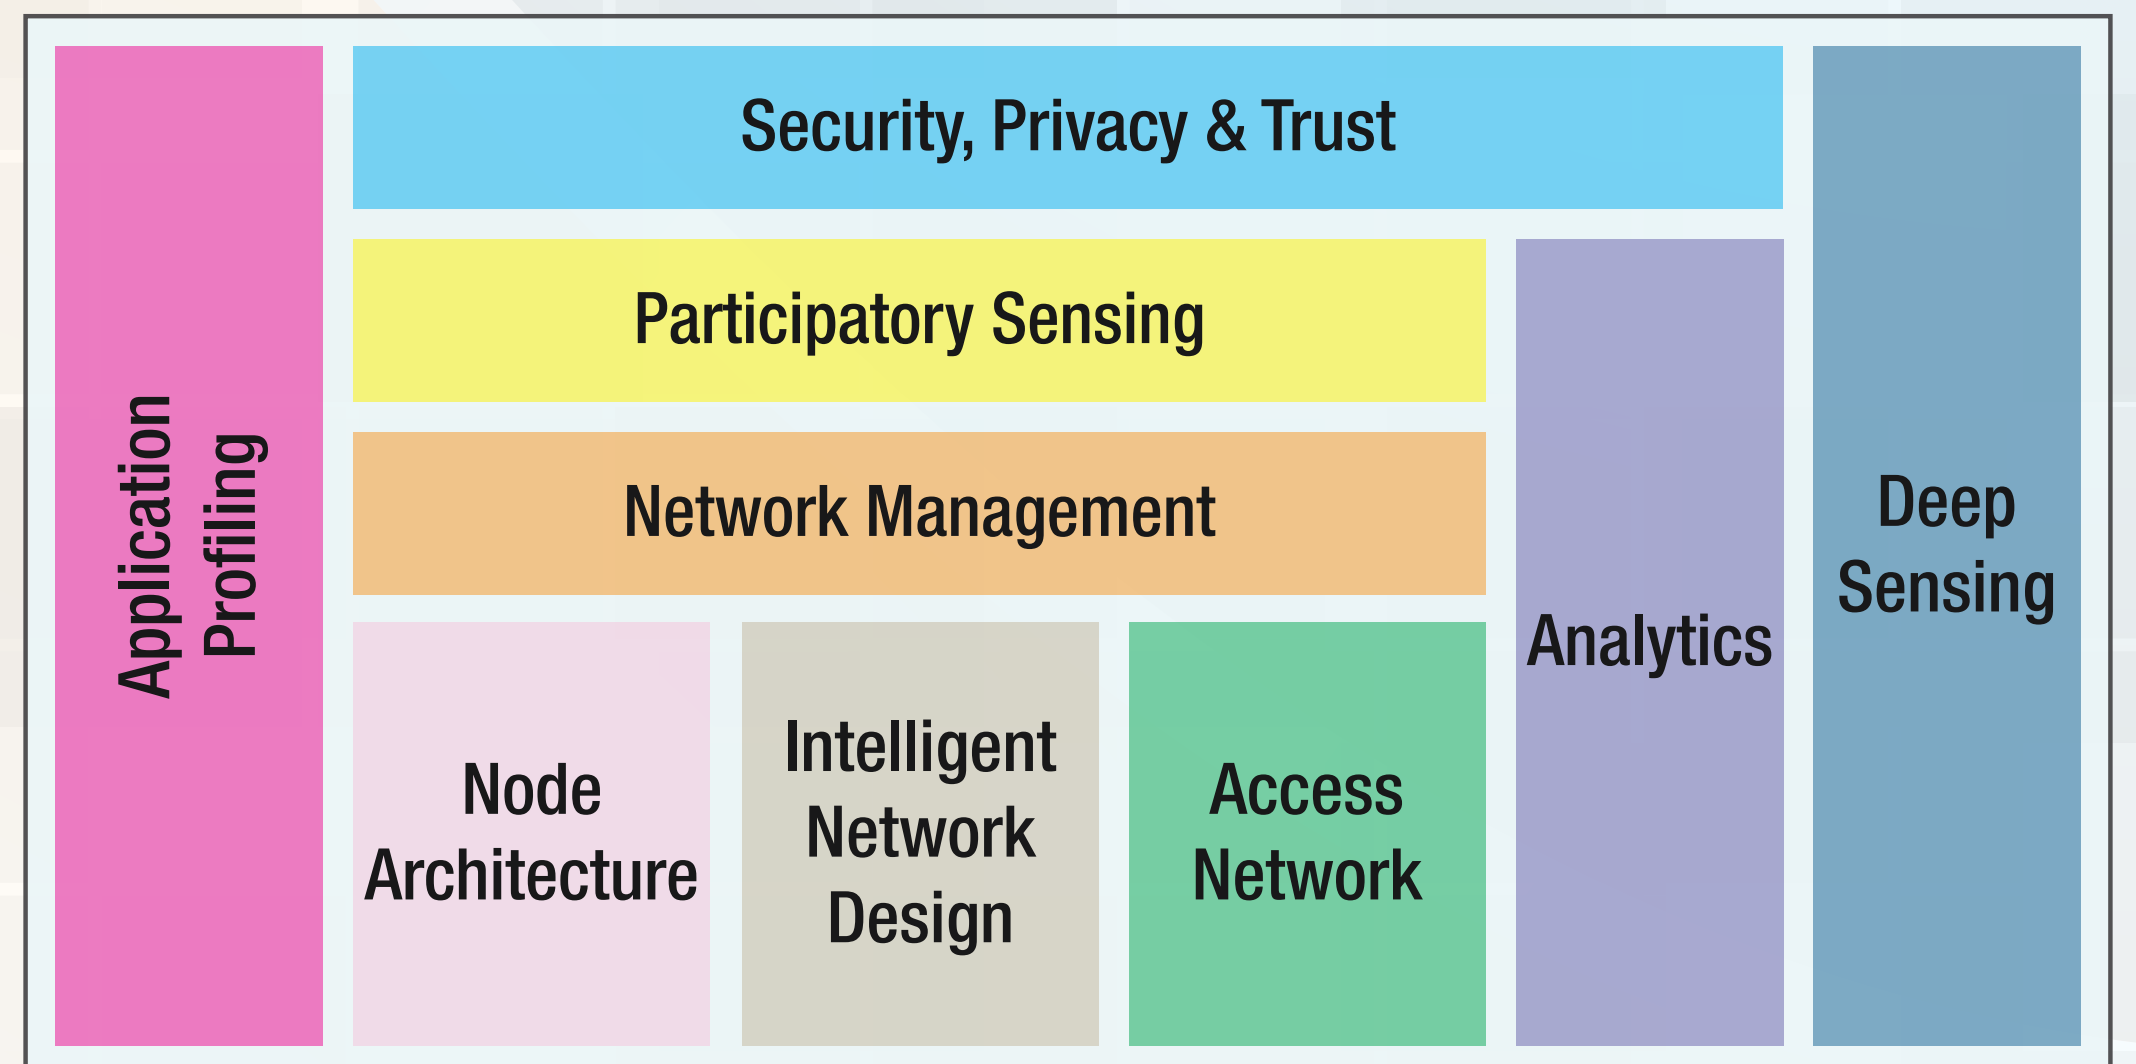 Application
Profiling
Security, Privacy & Trust
Participatory Sensing
Network Management
Node
Architecture
Intelligent
Network
Design
Access
Network
Analytics
Deep
Sensing